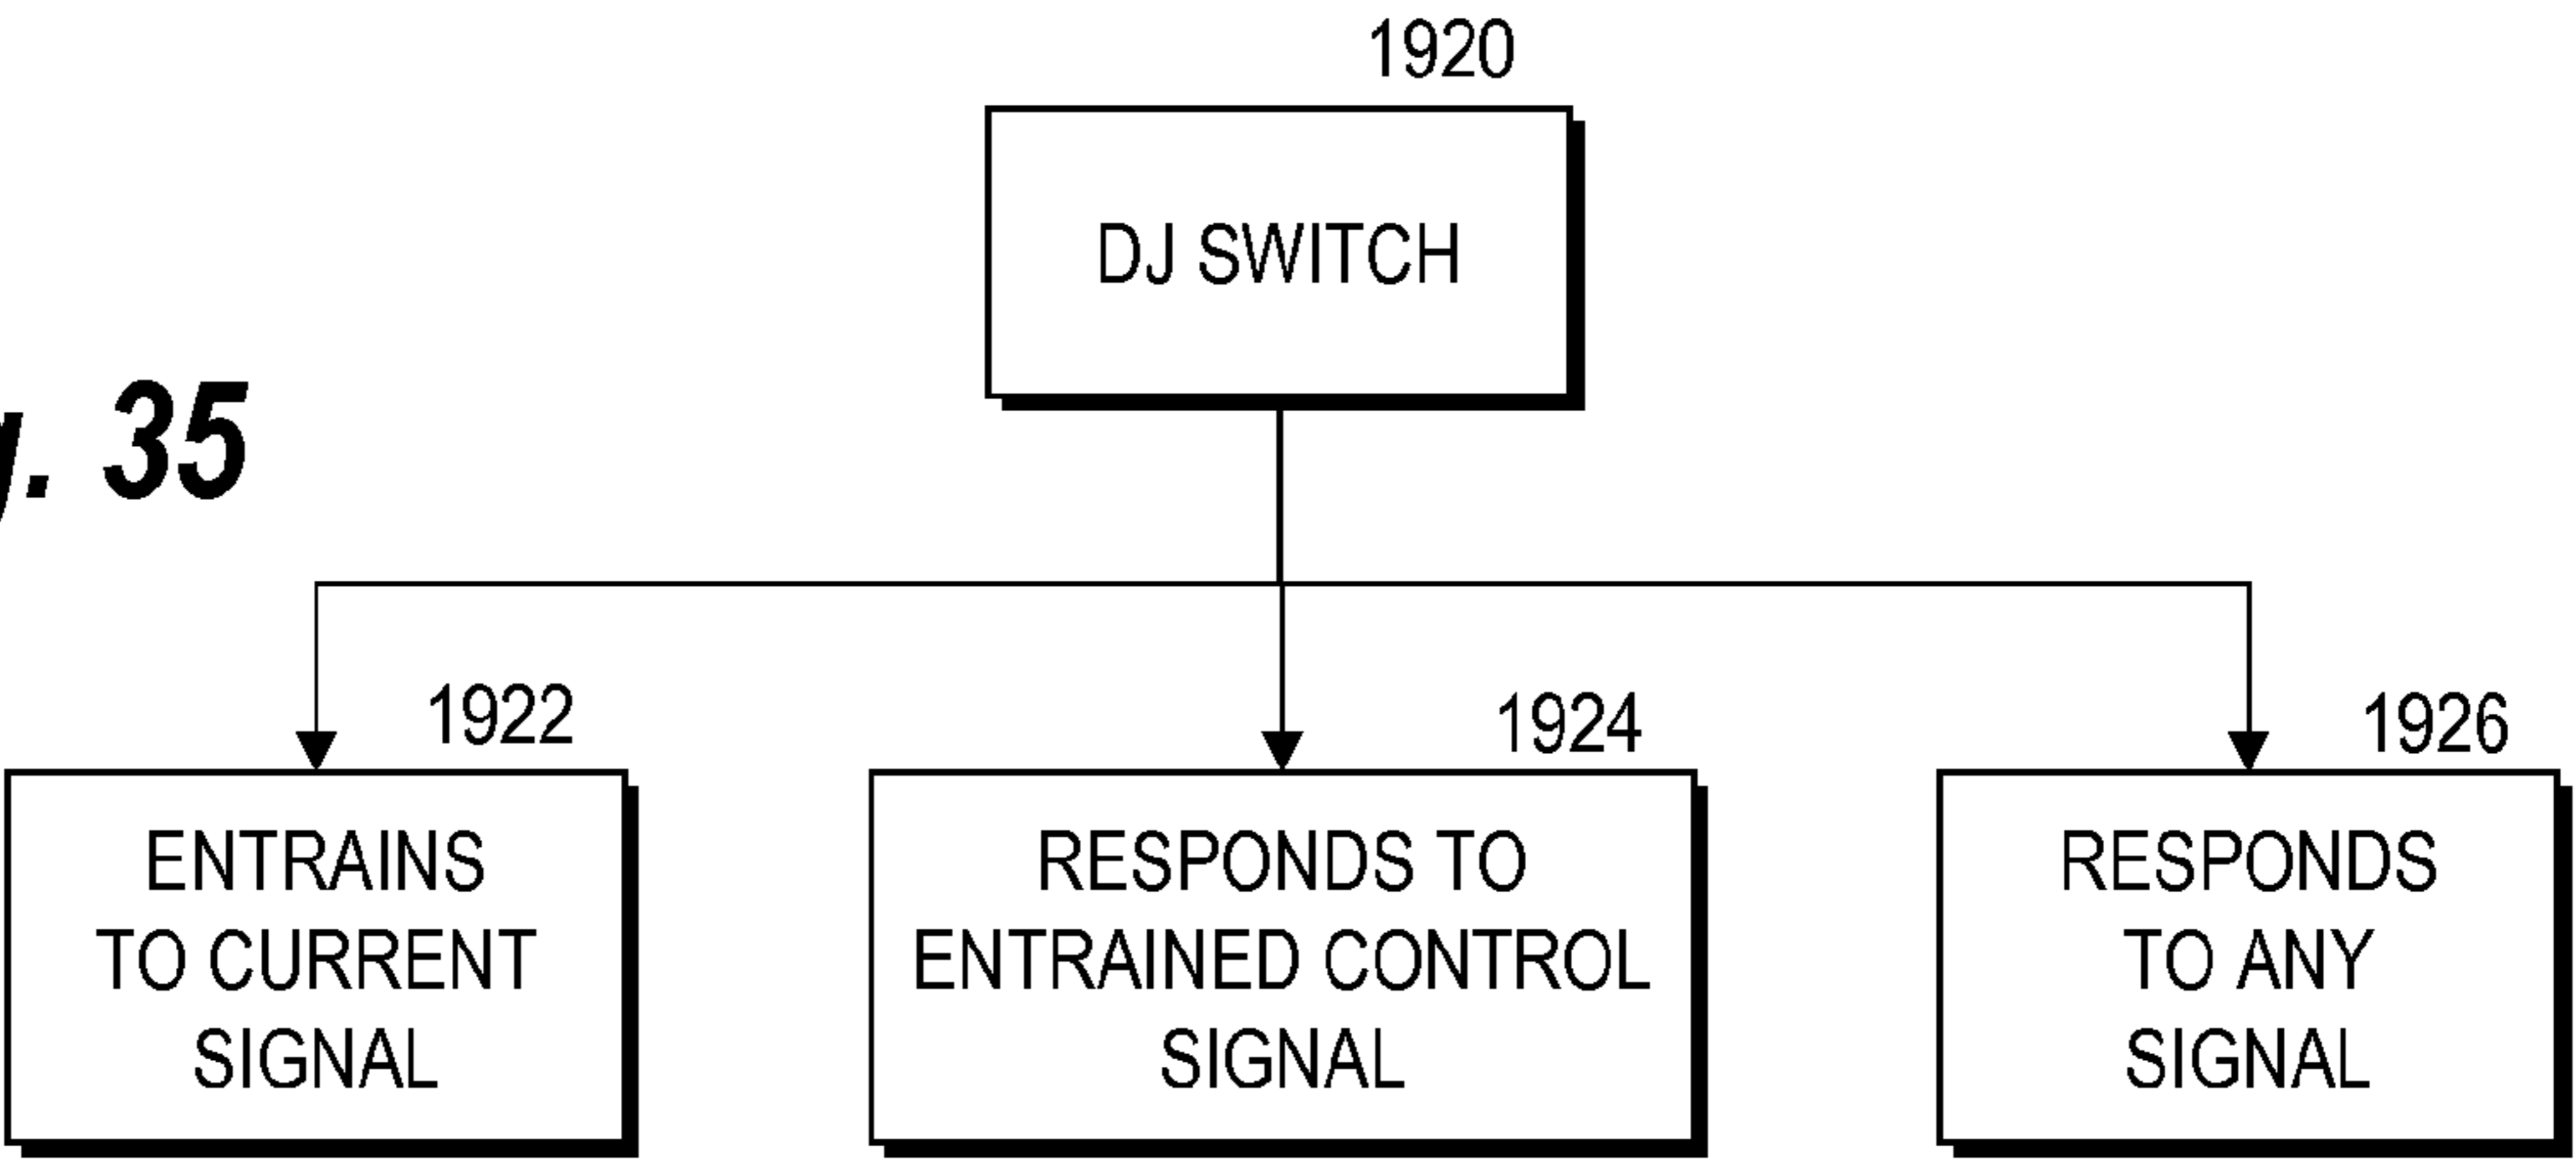 1920
DJ SWITCH
g. 35
1922
ENTRAINS
TO CURRENT
SIGNAL
1924
RESPONDS TO
ENTRAINED CONTROL
SIGNAL
1926
RESPONDS
TO ANY
SIGNAL